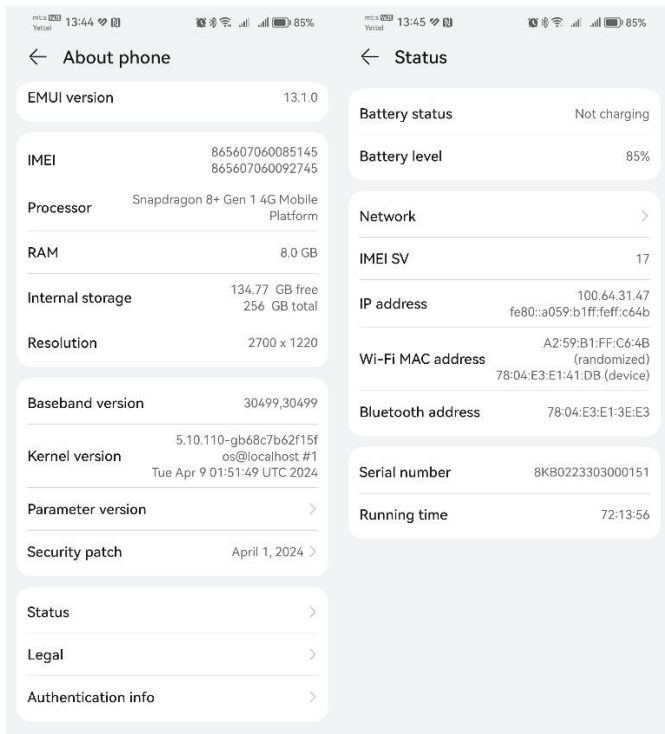 mt:s
Yettel
13:44
85%
About phone
EMUI version
13.1.0
IMEI
865607060085145
865607060092745
Processor
Snapdragon 8+ Gen 1 4G Mobile
Platform
RAM
8.0 GB
Internal storage
134.77 GB free
256 GB total
Resolution
2700 x 1220
Baseband version
30499,30499
Kernel version
5.10.110-gb68c7b62f15f
os@localhost #1
Tue Apr 9 01:51:49 UTC 2024
Parameter version
Security patch
April 1, 2024
Status
Legal
Authentication info
mt:s
Yettel
13:45
85%
Status
Battery status
Not charging
Battery level
85%
Network
IMEI SV
17
IP address
100.64.31.47
fe80::a059:b1ff:feff:c64b
Wi-Fi MAC address
A2:59:B1:FF:C6:4B
(randomized)
78:04:E3:E1:41:DB (device)
Bluetooth address
78:04:E3:E1:3E:E3
Serial number
8KB0223303000151
Running time
72:13:56